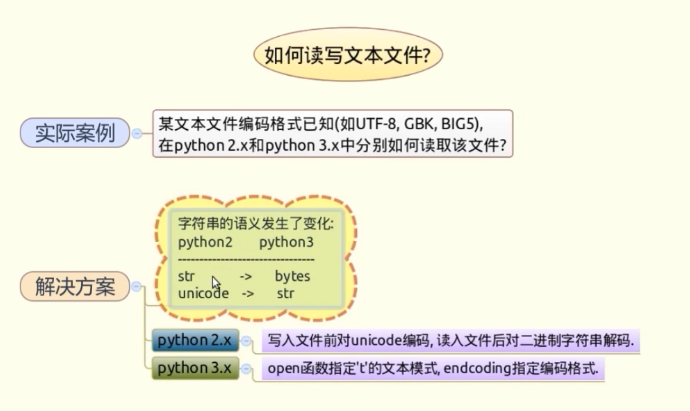 如何读写文本文件?
实际案例
某文本文件编码格式已知(如UTF-8, GBK, BIG5),
在python 2.x和python 3.x中分别如何读取该文件?
解决方案
字符串的语义发生了变化:
python2 python3
--------------------------------
str -> bytes
unicode -> str
python 2.x 写入文件前对unicode编码, 读入文件后对二进制字符串解码.
python 3.x open函数指定't'的文本模式, endcoding指定编码格式.